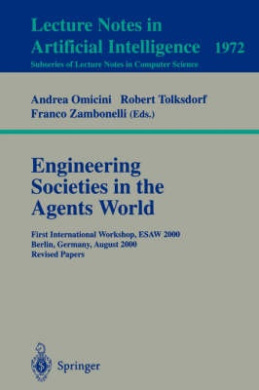 Lecture Notes in
Artificial Intelligence 1972
Subseries of Lecture Notes in Computer Science
Andrea Omicini Robert Tolksdorf
Franco Zambonelli (Eds.)
Engineering
Societies in the
Agents World
First International Workshop, ESAW 2000
Berlin, Germany, August 2000
Revised Papers
Springer